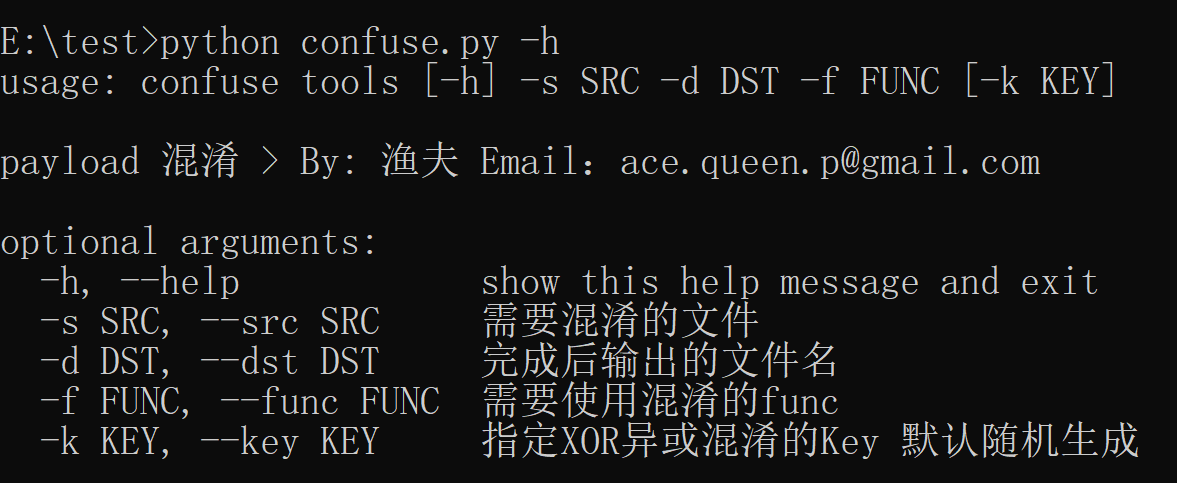 E:\test>python confuse.py -h
usage: confuse tools [-h] -s SRC -d DST -f FUNC [-k KEY]
payload 混淆 > By: 渔夫 Email：ace.queen.p@gmail.com
optional arguments:
-h, --help show this help message and exit
-s SRC, --src SRC 需要混淆的文件
-d DST, --dst DST 完成后输出的文件名
-f FUNC, --func FUNC 需要使用混淆的func
-k KEY, --key KEY 指定XOR异或混淆的Key 默认随机生成